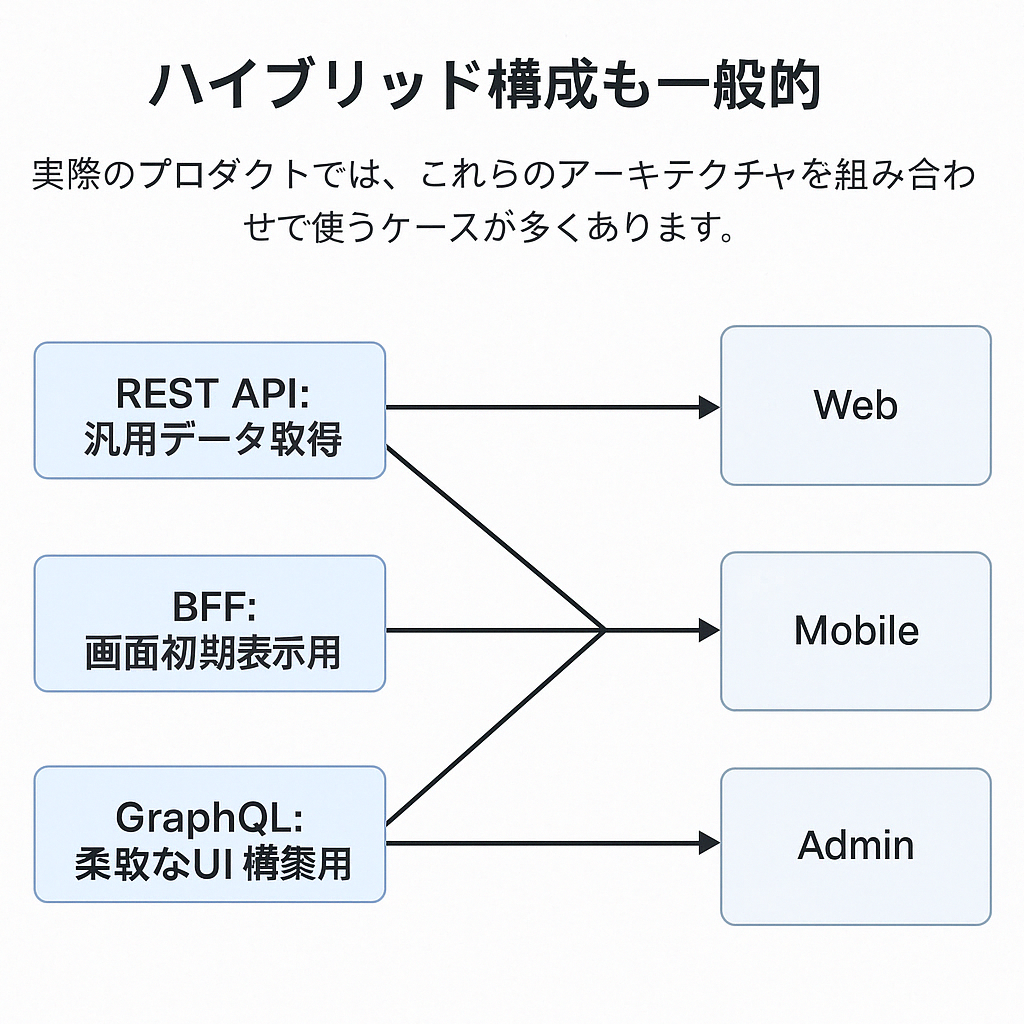 ハイブリッド構成も一般的
実際のプロダクトでは、これらのアーキテクチャを組み合わ
せで使うケースが多くあります。
REST API:
汎用データ取得
Web
BFF:
画面初期表示用
Mobile
GraphQL:
柔軟なUI 構築用
Admin